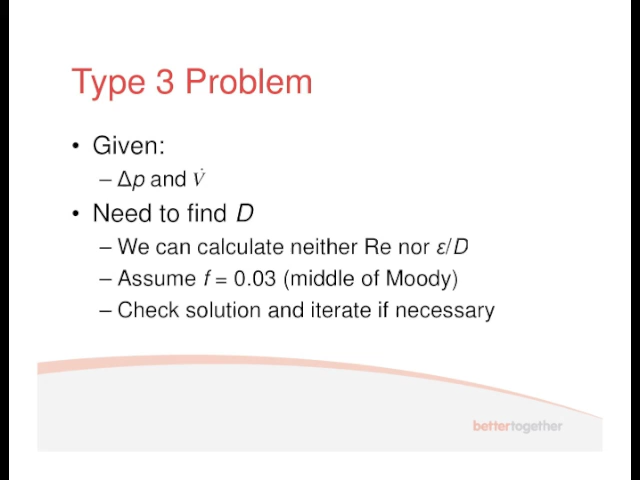 Type 3 Problem
• Given:
– Δp and V̇
• Need to find D
– We can calculate neither Re nor ε/D
– Assume f = 0.03 (middle of Moody)
– Check solution and iterate if necessary
bettertogether